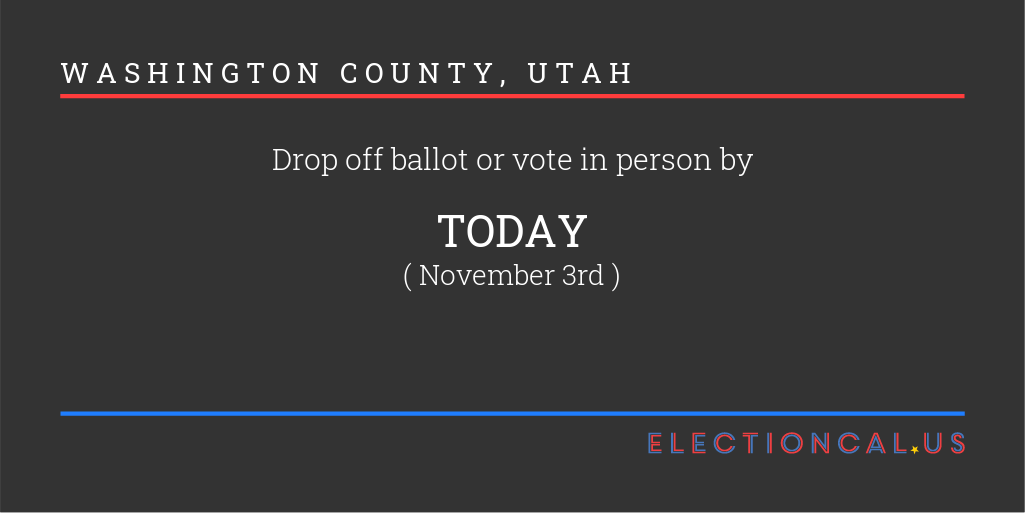 WASHINGTON COUNTY, UTAH
Drop off ballot or vote in person by
TODAY
( November 3rd )
ELECTIONCAL.US